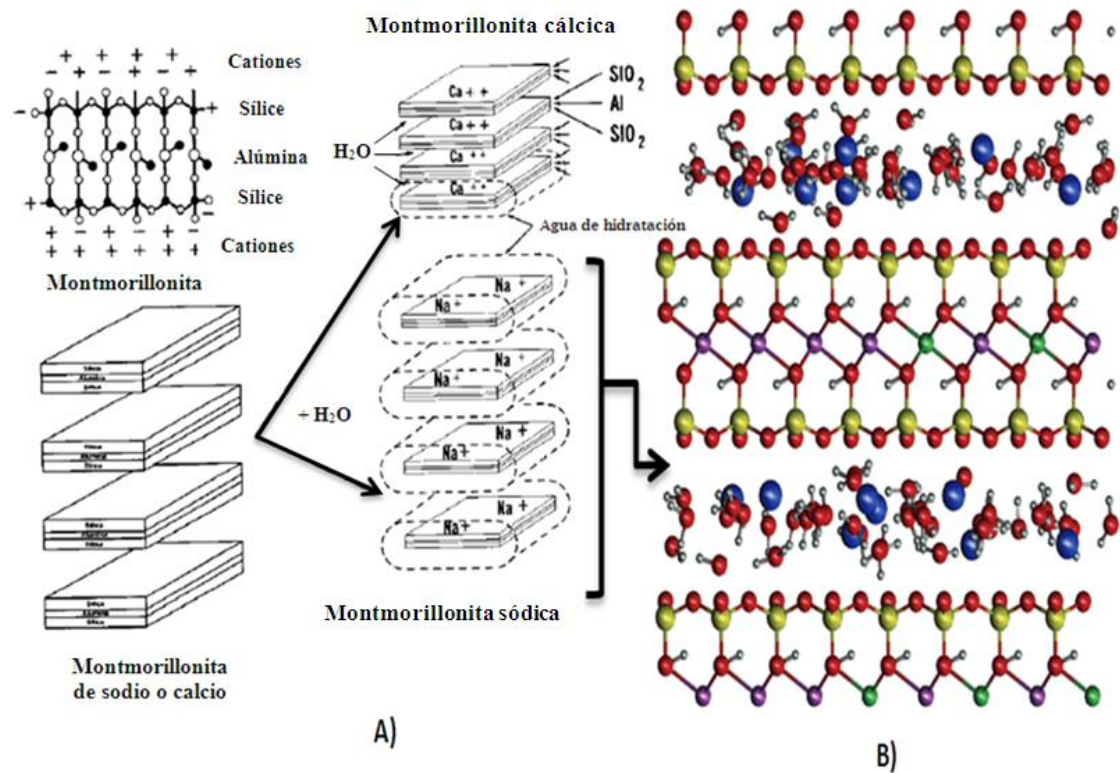 Montmorillonita cálcica
Cationes
Sílice
Alúmina
Sílice
Cationes
Montmorillonita
Ca++
Ca++
Ca++
Ca++
H₂O
SIO₂
Al
SIO₂
Agua de hidratación
+ H₂O
Na+
Na+
Na+
Na+
Na+
Na+
Na+
Na+
Montmorillonita sódica
Montmorillonita
de sodio o calcio
A)
B)